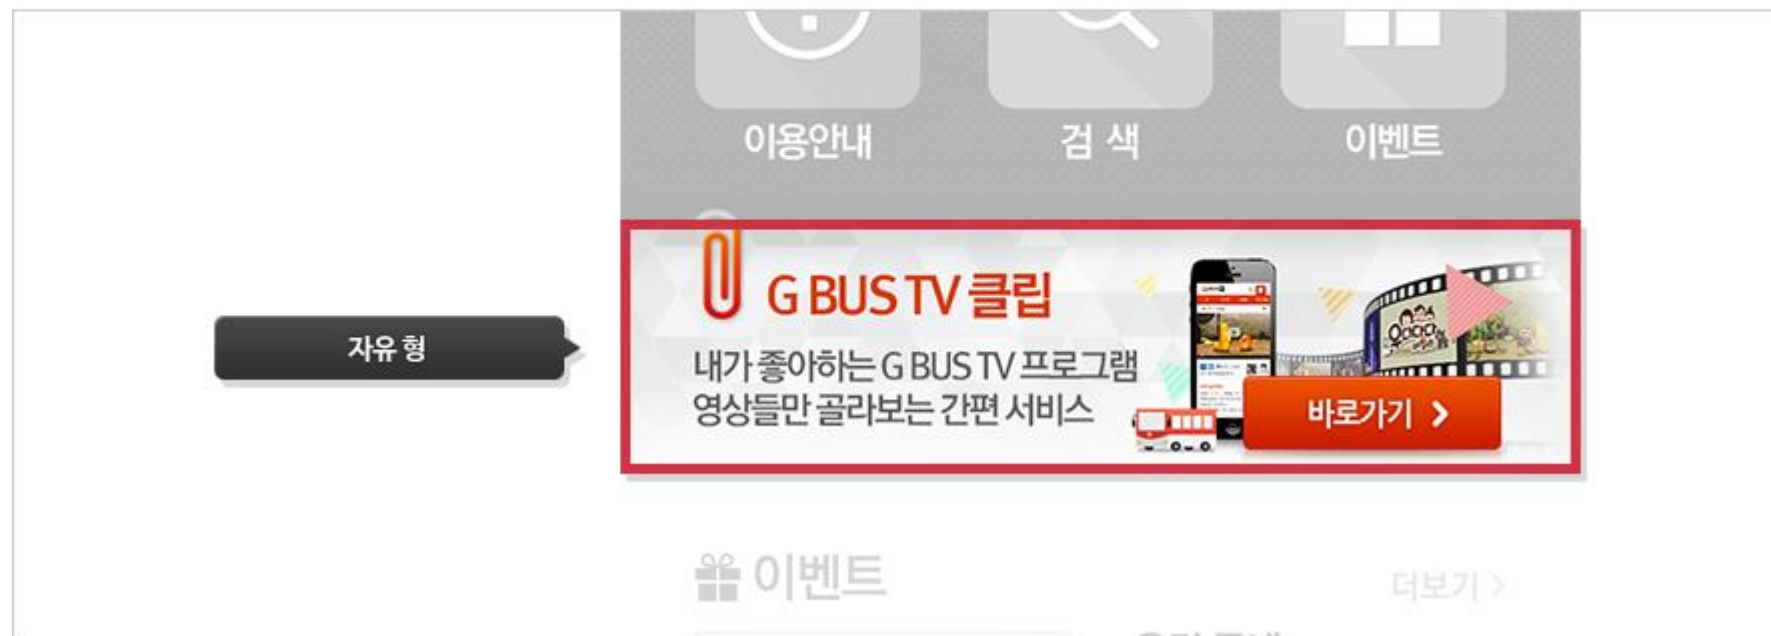 이용안내
검 색
이벤트
G BUS TV 클립
자유 형
내가 좋아하는 G BUS TV 프로그램
영상들만 골라보는 간편 서비스
바로가기 >
이벤트
더보기 >